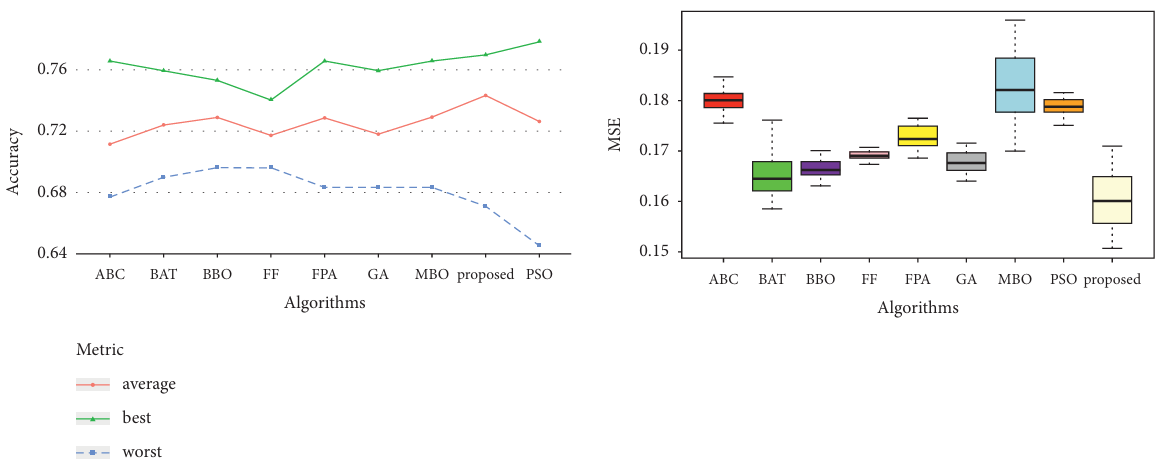 Accuracy
0.76
0.72
0.68
0.64
ABC BAT BBO FF FPA GA MBO proposed PSO
Algorithms
Metric
average
best
worst
MSE
0.19
0.18
0.17
0.16
0.15
ABC BAT BBO FF FPA GA MBO PSO proposed
Algorithms